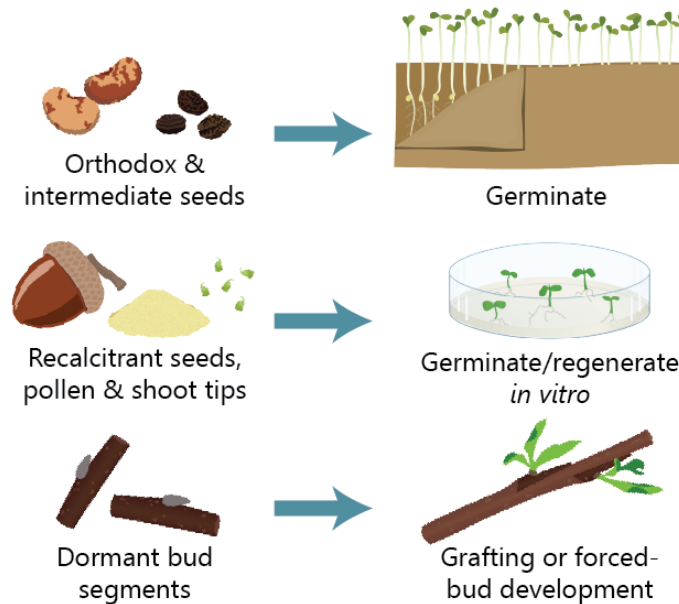 Orthodox &
intermediate seeds
Germinate
Recalcitrant seeds,
pollen & shoot tips
Germinate/regenerate
in vitro
Dormant bud
segments
Grafting or forced-
bud development